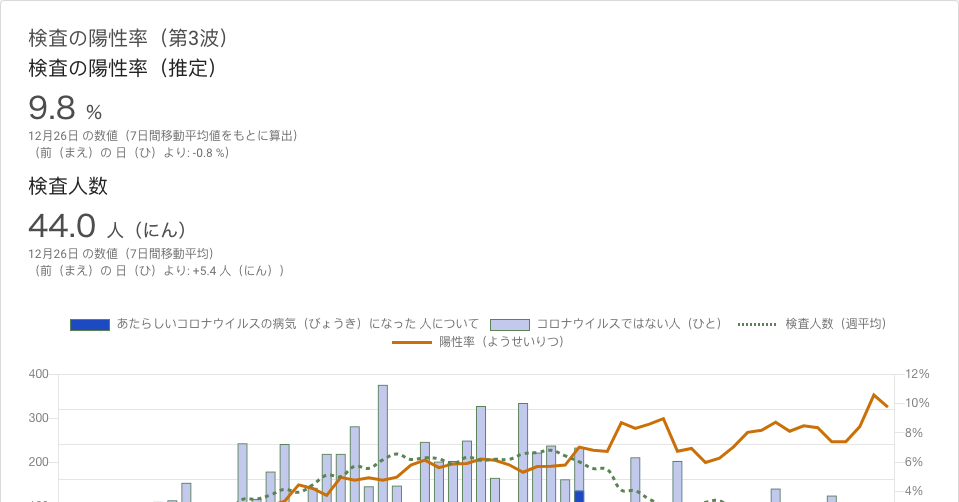 検査の陽性率（第3波）
検査の陽性率（推定）
9.8 %
12月26日 の数値（7日間移動平均値をもとに算出）
（前（まえ）の 日（ひ）より: -0.8 %）
検査人数
44.0 人（にん）
12月26日 の数値（7日間移動平均）
（前（まえ）の 日（ひ）より: +5.4 人（にん））
あたらしいコロナウイルスの病気（びょうき）になった 人について コロナウイルスではない人（ひと） 検査人数（週平均）
陽性率（ようせいりつ）
400 12%
10%
300
8%
200 6%
4%